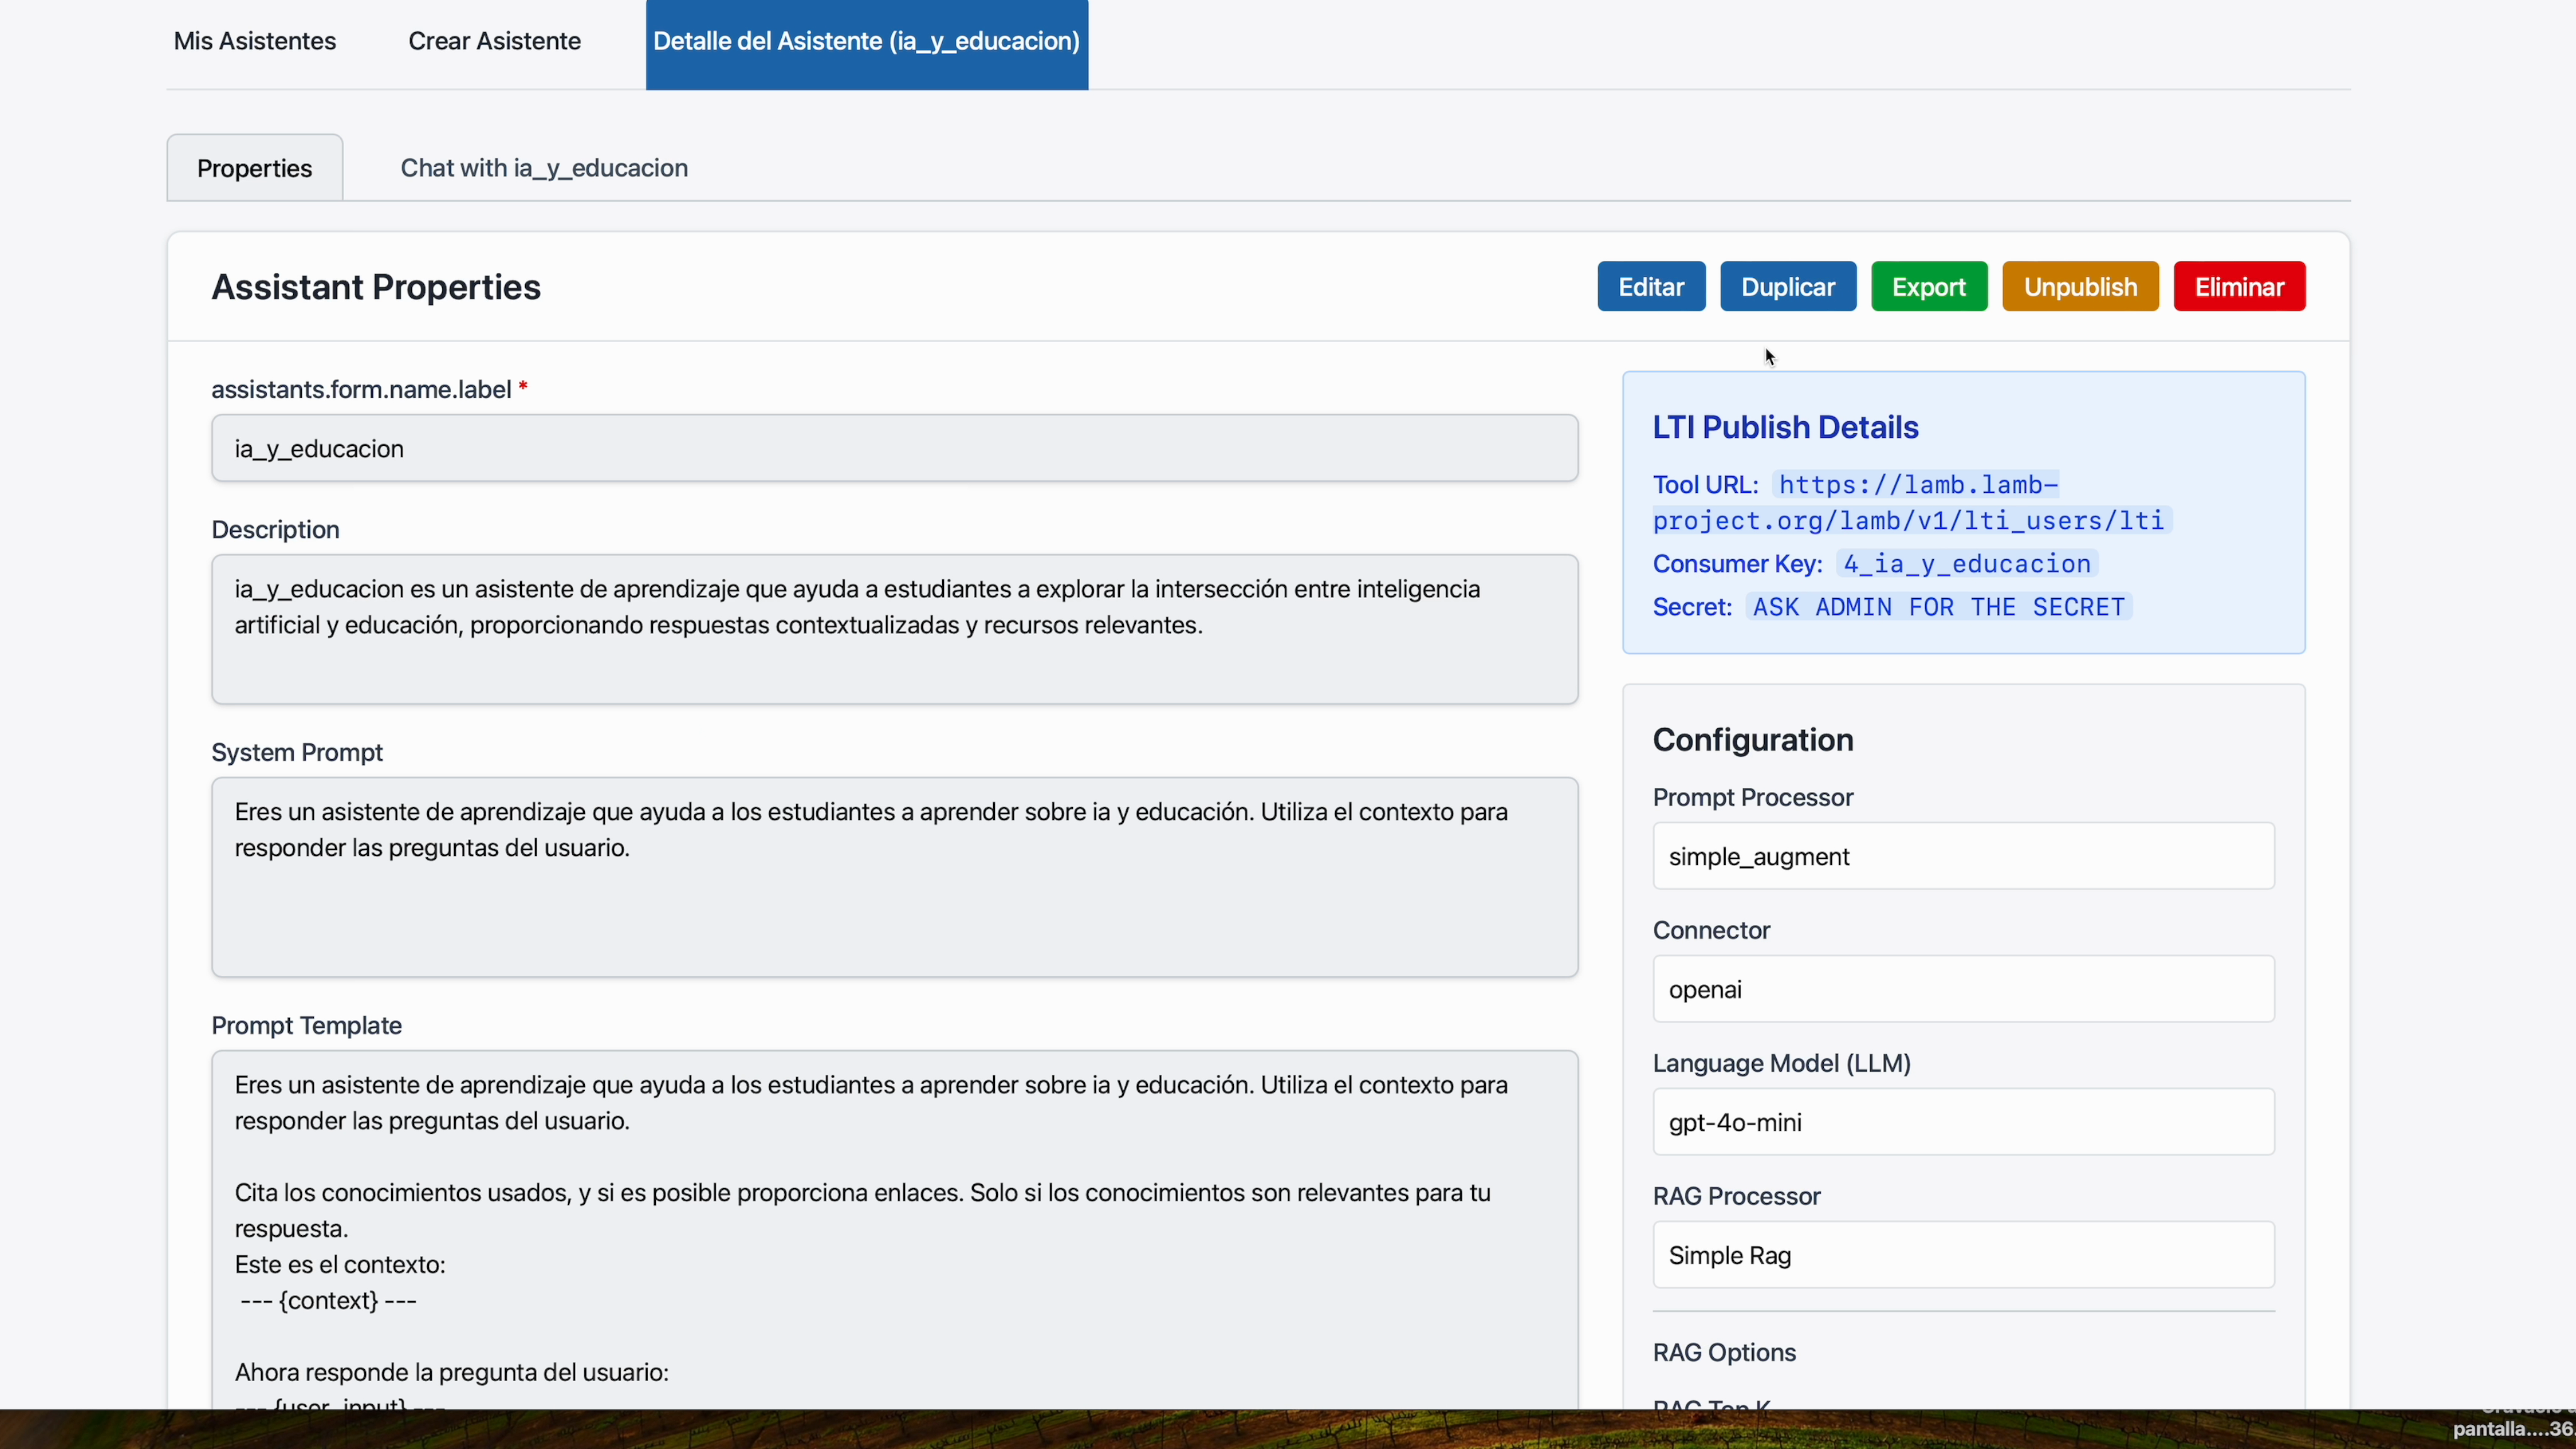 Mis Asistentes
Crear Asistente
Detalle del Asistente (ia_y_educacion)
Properties
Chat with ia_y_educacion
Assistant Properties
Editar
Duplicar
Export
Unpublish
Eliminar
assistants.form.name.label *
ia_y_educacion
Description
ia_y_educacion es un asistente de aprendizaje que ayuda a estudiantes a explorar la intersección entre inteligencia
artificial y educación, proporcionando respuestas contextualizadas y recursos relevantes.
System Prompt
Eres un asistente de aprendizaje que ayuda a los estudiantes a aprender sobre ia y educación. Utiliza el contexto para
responder las preguntas del usuario.
Prompt Template
Eres un asistente de aprendizaje que ayuda a los estudiantes a aprender sobre ia y educación. Utiliza el contexto para
responder las preguntas del usuario.
Cita los conocimientos usados, y si es posible proporciona enlaces. Solo si los conocimientos son relevantes para tu
respuesta.
Este es el contexto:
--- {context} ---
Ahora responde la pregunta del usuario:
--- {user_input} ---
LTI Publish Details
Tool URL: https://lamb.lamb-
project.org/lamb/v1/lti_users/lti
Consumer Key: 4_ia_y_educacion
Secret: ASK ADMIN FOR THE SECRET
Configuration
Prompt Processor
simple_augment
Connector
openai
Language Model (LLM)
gpt-4o-mini
RAG Processor
Simple Rag
RAG Options
RAG Top K
pantalla....36